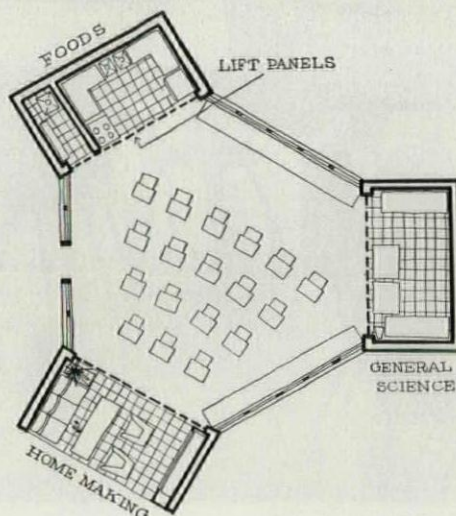 FOODS
LIFT PANELS
GENERAL
SCIENCE
HOME MAKING